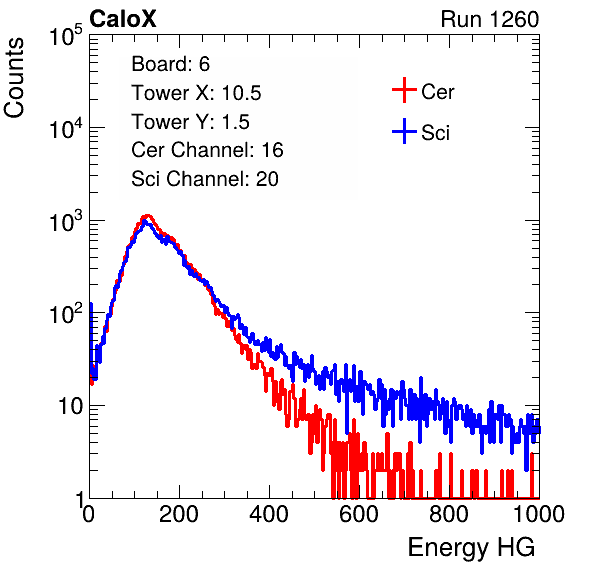 CaloX Run 1260
Counts
Board: 6
Tower X: 10.5
Tower Y: 1.5
Cer Channel: 16
Sci Channel: 20
Cer
Sci
10^5
10^4
10^3
10^2
10
1
0 200 400 600 800 1000
Energy HG